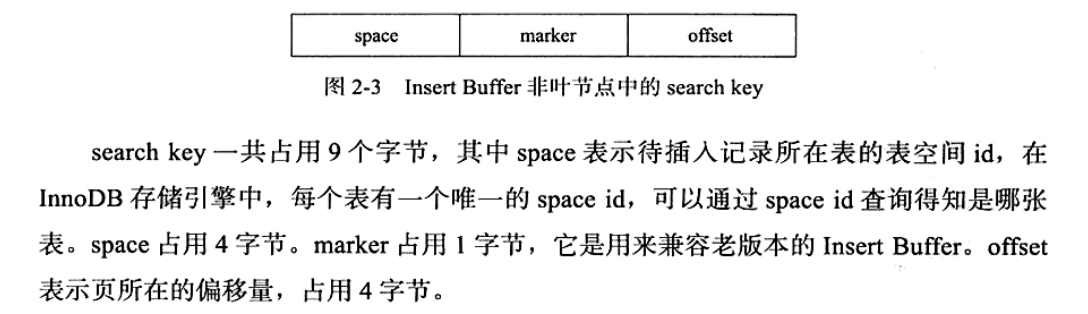 space marker offset
图 2-3 Insert Buffer 非叶节点中的 search key
search key 一共占用 9 个字节，其中 space 表示待插入记录所在表的表空间 id，在
InnoDB 存储引擎中，每个表有一个唯一的 space id，可以通过 space id 查询得知是哪张
表。space 占用 4 字节。marker 占用 1 字节，它是用来兼容老版本的 Insert Buffer。offset
表示页所在的偏移量，占用 4 字节。